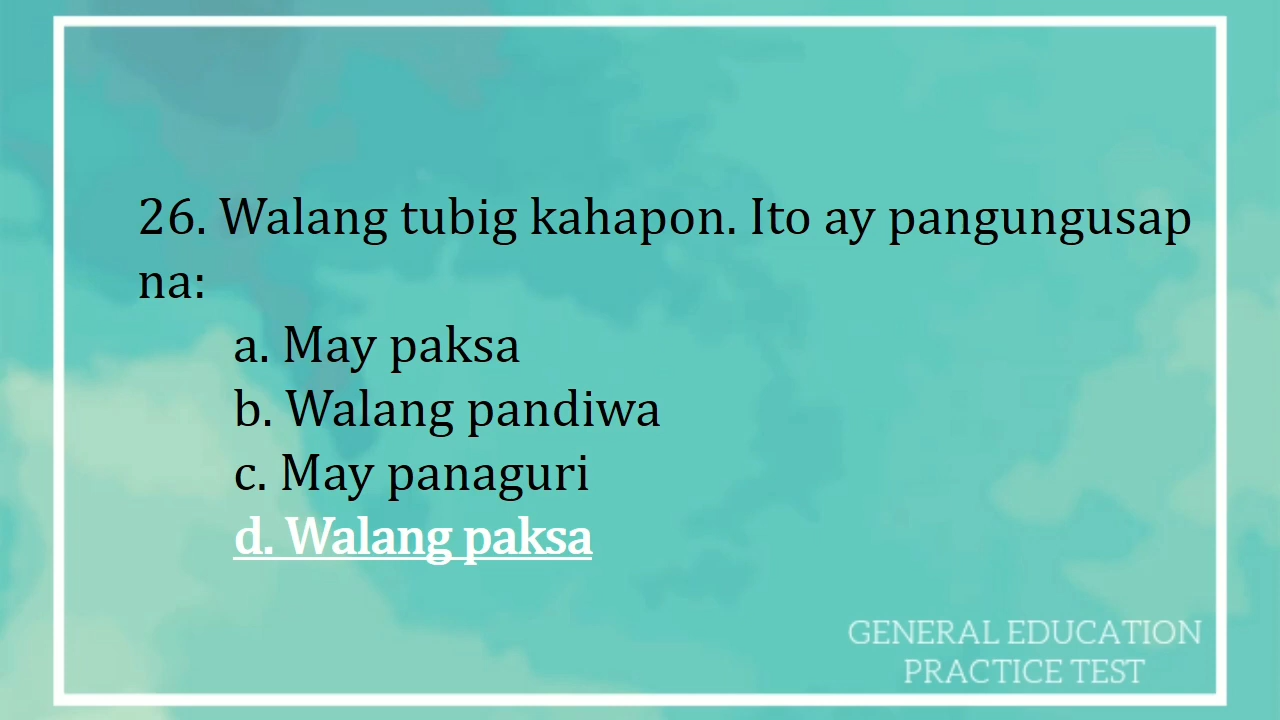 26. Walang tubig kahapon. Ito ay pangungusap
na:
a. May paksa
b. Walang pandiwa
c. May panaguri
d. Walang paksa
GENERAL EDUCATION
PRACTICE TEST